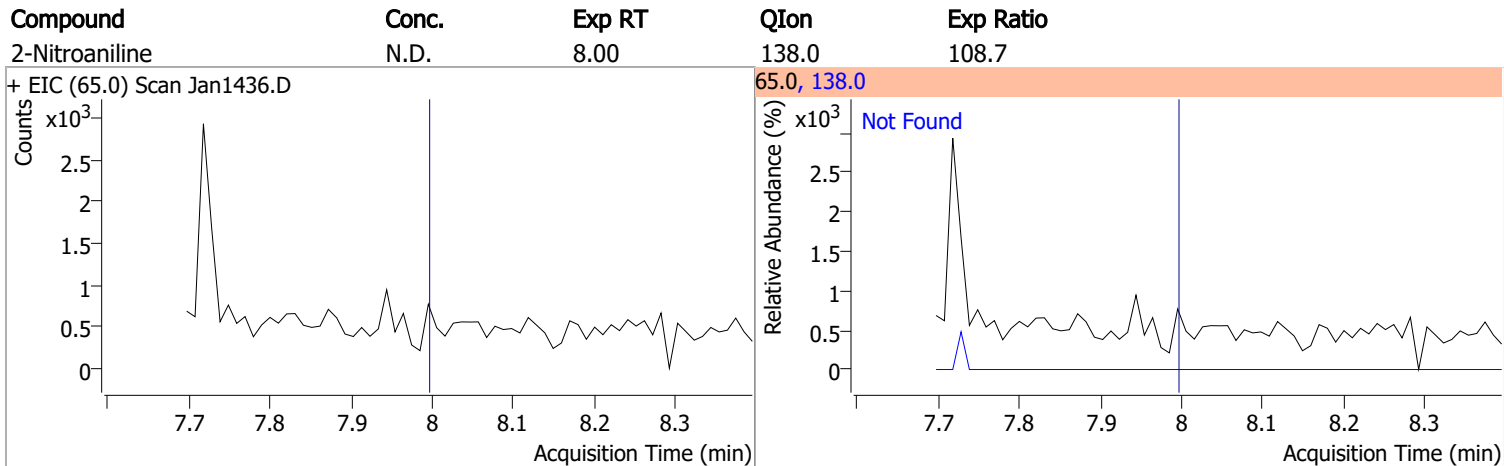 Compound Conc. Exp RT QIon Exp Ratio
2-Nitroaniline N.D. 8.00 138.0 108.7
+ EIC (65.0) Scan Jan1436.D
Counts
x10³
2.5
2
1.5
1
0.5
0
7.7 7.8 7.9 8 8.1 8.2 8.3
Acquisition Time (min)
65.0, 138.0
Relative Abundance (%)
x10³
Not Found
2.5
2
1.5
1
0.5
0
7.7 7.8 7.9 8 8.1 8.2 8.3
Acquisition Time (min)